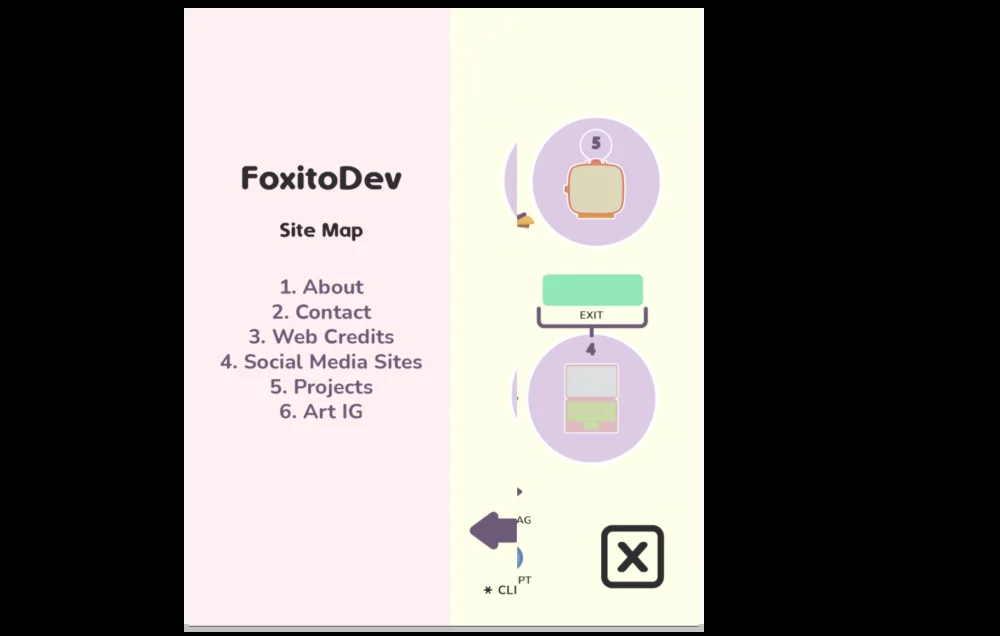 FoxitoDev
Site Map
1. About
2. Contact
3. Web Credits
4. Social Media Sites
5. Projects
6. Art IG
5
EXIT
4
AG
PT
* CLI
X